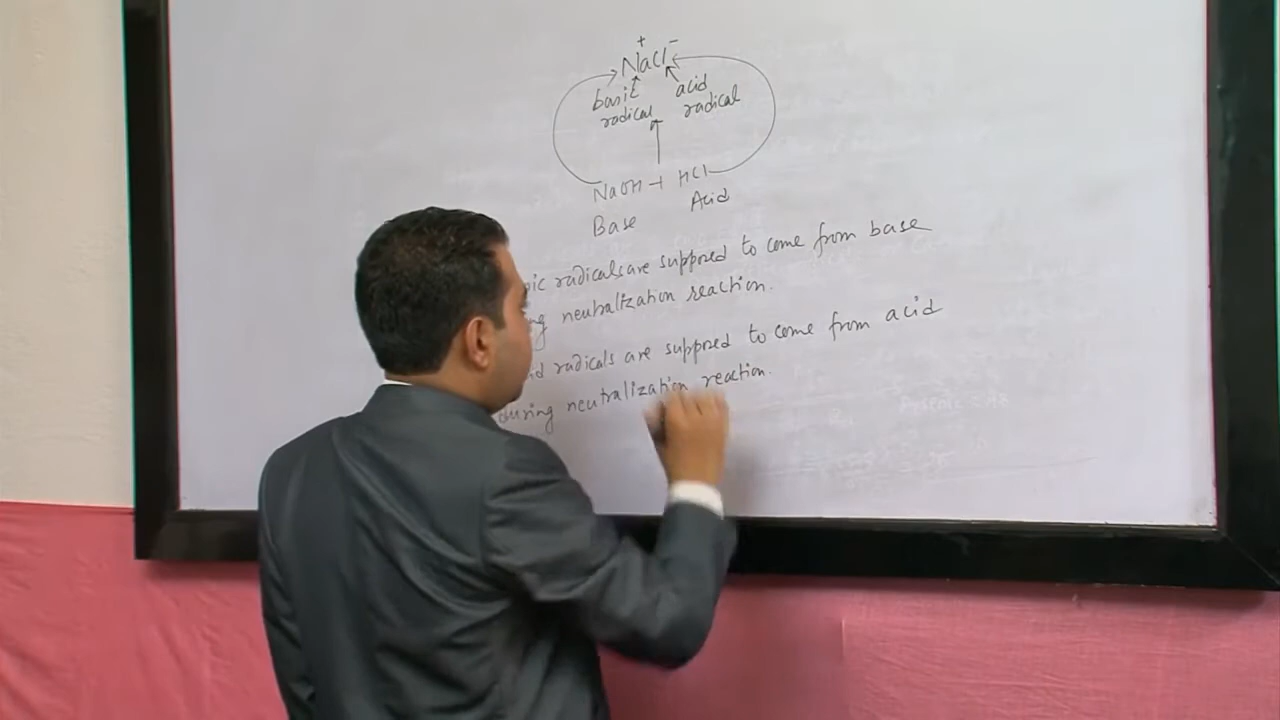 + −
NaCl
basic acid
radical radical
NaOH + HCl
Base Acid
radicals are supposed to come from base
neutralization reaction.
radicals are supposed to come from acid
during neutralization reaction.